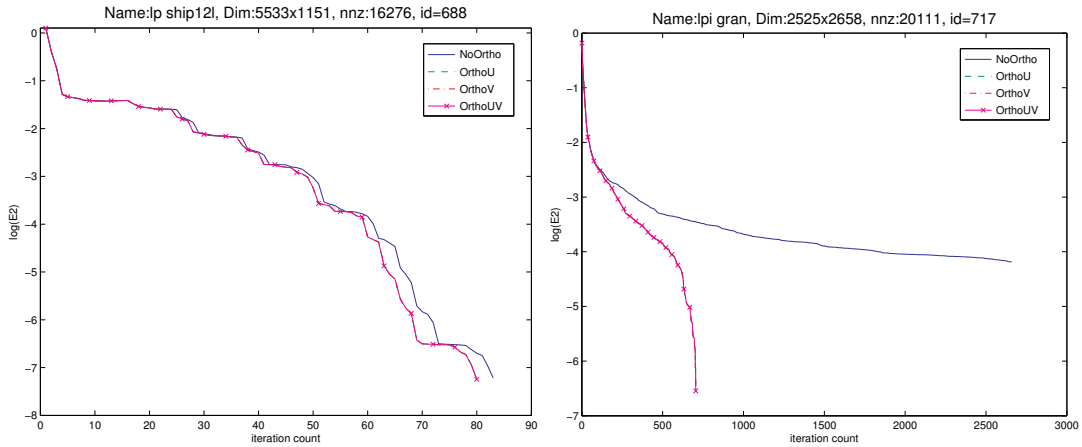 Name:lp ship12l, Dim:5533x1151, nnz:16276, id=688
0
−1
−2
−3
−4
−5
−6
−7
−8
log(E2)
0 10 20 30 40 50 60 70 80 90
iteration count
NoOrtho
OrthoU
OrthoV
OrthoUV
Name:lpi gran, Dim:2525x2658, nnz:20111, id=717
0
−1
−2
−3
−4
−5
−6
−7
log(E2)
0 500 1000 1500 2000 2500 3000
iteration count
NoOrtho
OrthoU
OrthoV
OrthoUV